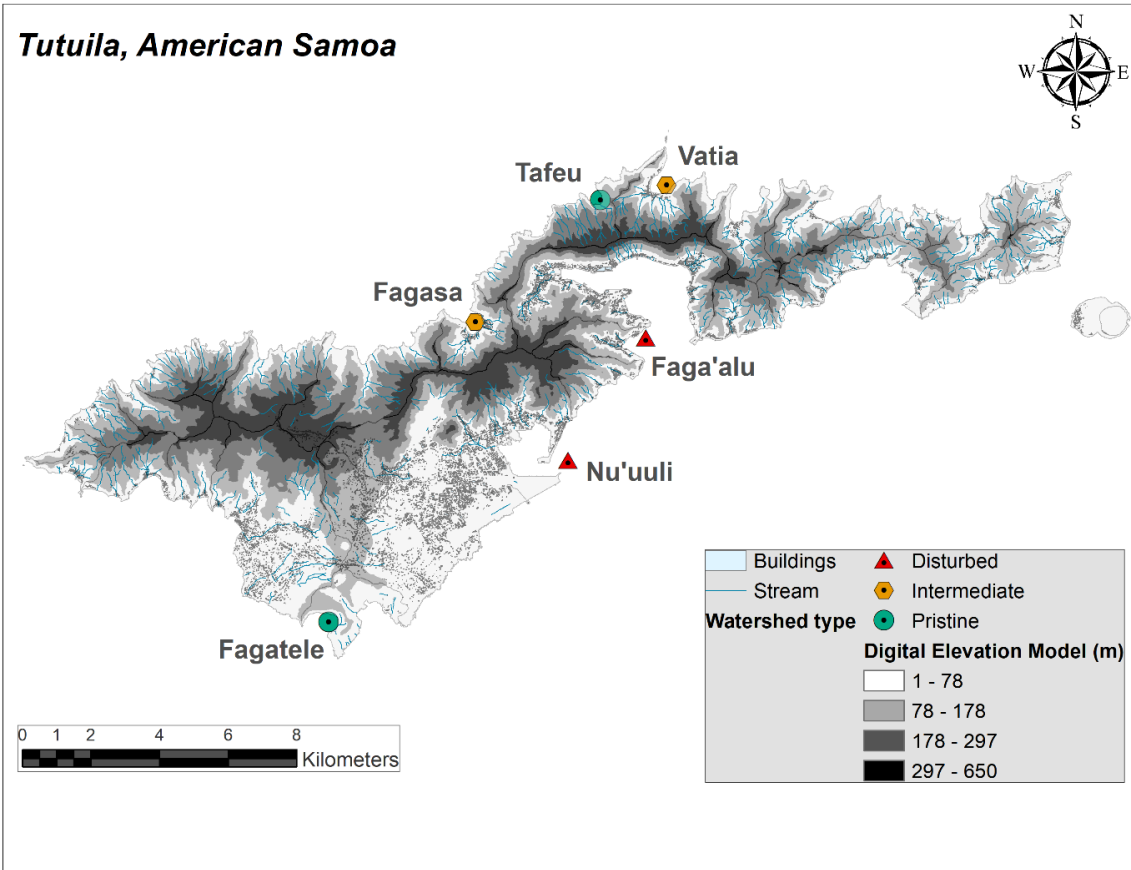 Tutuila, American Samoa
N
W E
S
Vatia
Tafeu
Fagasa
Faga'alu
Nu'uuli
Fagatele
Buildings
Stream
Watershed type
Disturbed
Intermediate
Pristine
Digital Elevation Model (m)
1 - 78
78 - 178
178 - 297
297 - 650
0 1 2 4 6 8
Kilometers